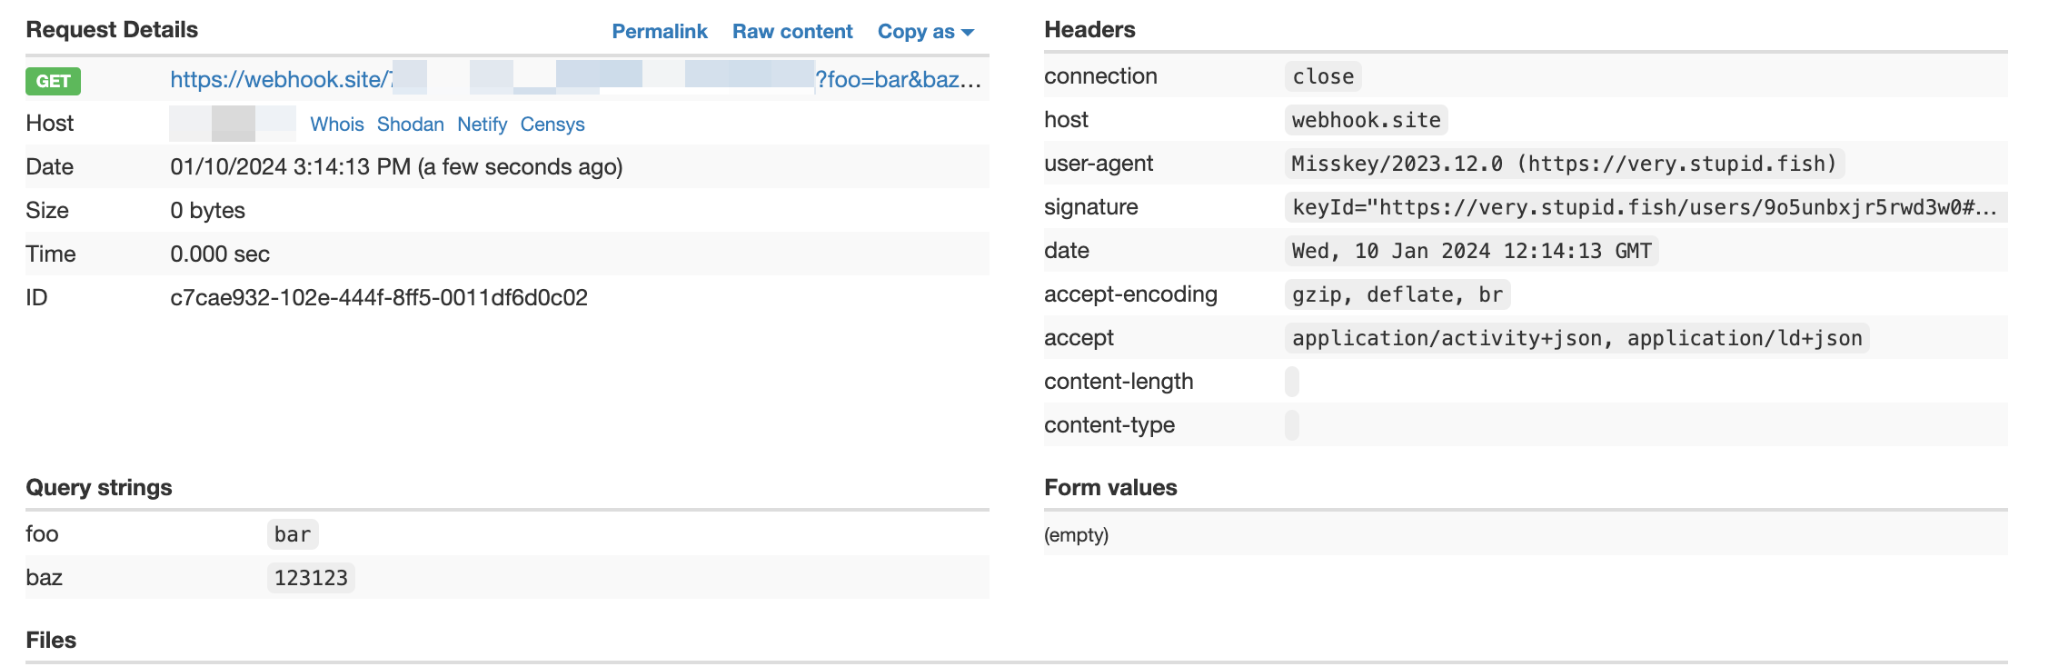 Request Details Permalink Raw content Copy as
GET https://webhook.site/ ?foo=bar&baz...
Host Whois Shodan Netify Censys
Date 01/10/2024 3:14:13 PM (a few seconds ago)
Size 0 bytes
Time 0.000 sec
ID c7cae932-102e-444f-8ff5-0011df6d0c02
Headers
connection close
host webhook.site
user-agent Misskey/2023.12.0 (https://very.stupid.fish)
signature keyId="https://very.stupid.fish/users/9o5unbxjr5rwd3w0#...
date Wed, 10 Jan 2024 12:14:13 GMT
accept-encoding gzip, deflate, br
accept application/activity+json, application/ld+json
content-length
content-type
Query strings
foo bar
baz 123123
Form values
(empty)
Files